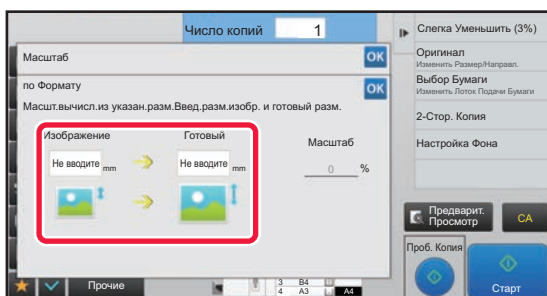 Число копий 1
Слегка Уменьшить (3%)
Масштаб OK
Оригинал
Изменить Размер/Направл.
по Формату OK
Выбор Бумаги
Изменить Лоток Подачи Бумаги
Масшт.вычисл.из указан.разм.Введ.разм.изобр. и готовый разм.
2-Стор. Копия
Изображение Готовый Масштаб
Настройка Фона
Не вводите mm Не вводите mm 0 %
Предварит.
Просмотр
CA
Проб. Копия
Старт
Прочие
3 B4
4 A3 A4